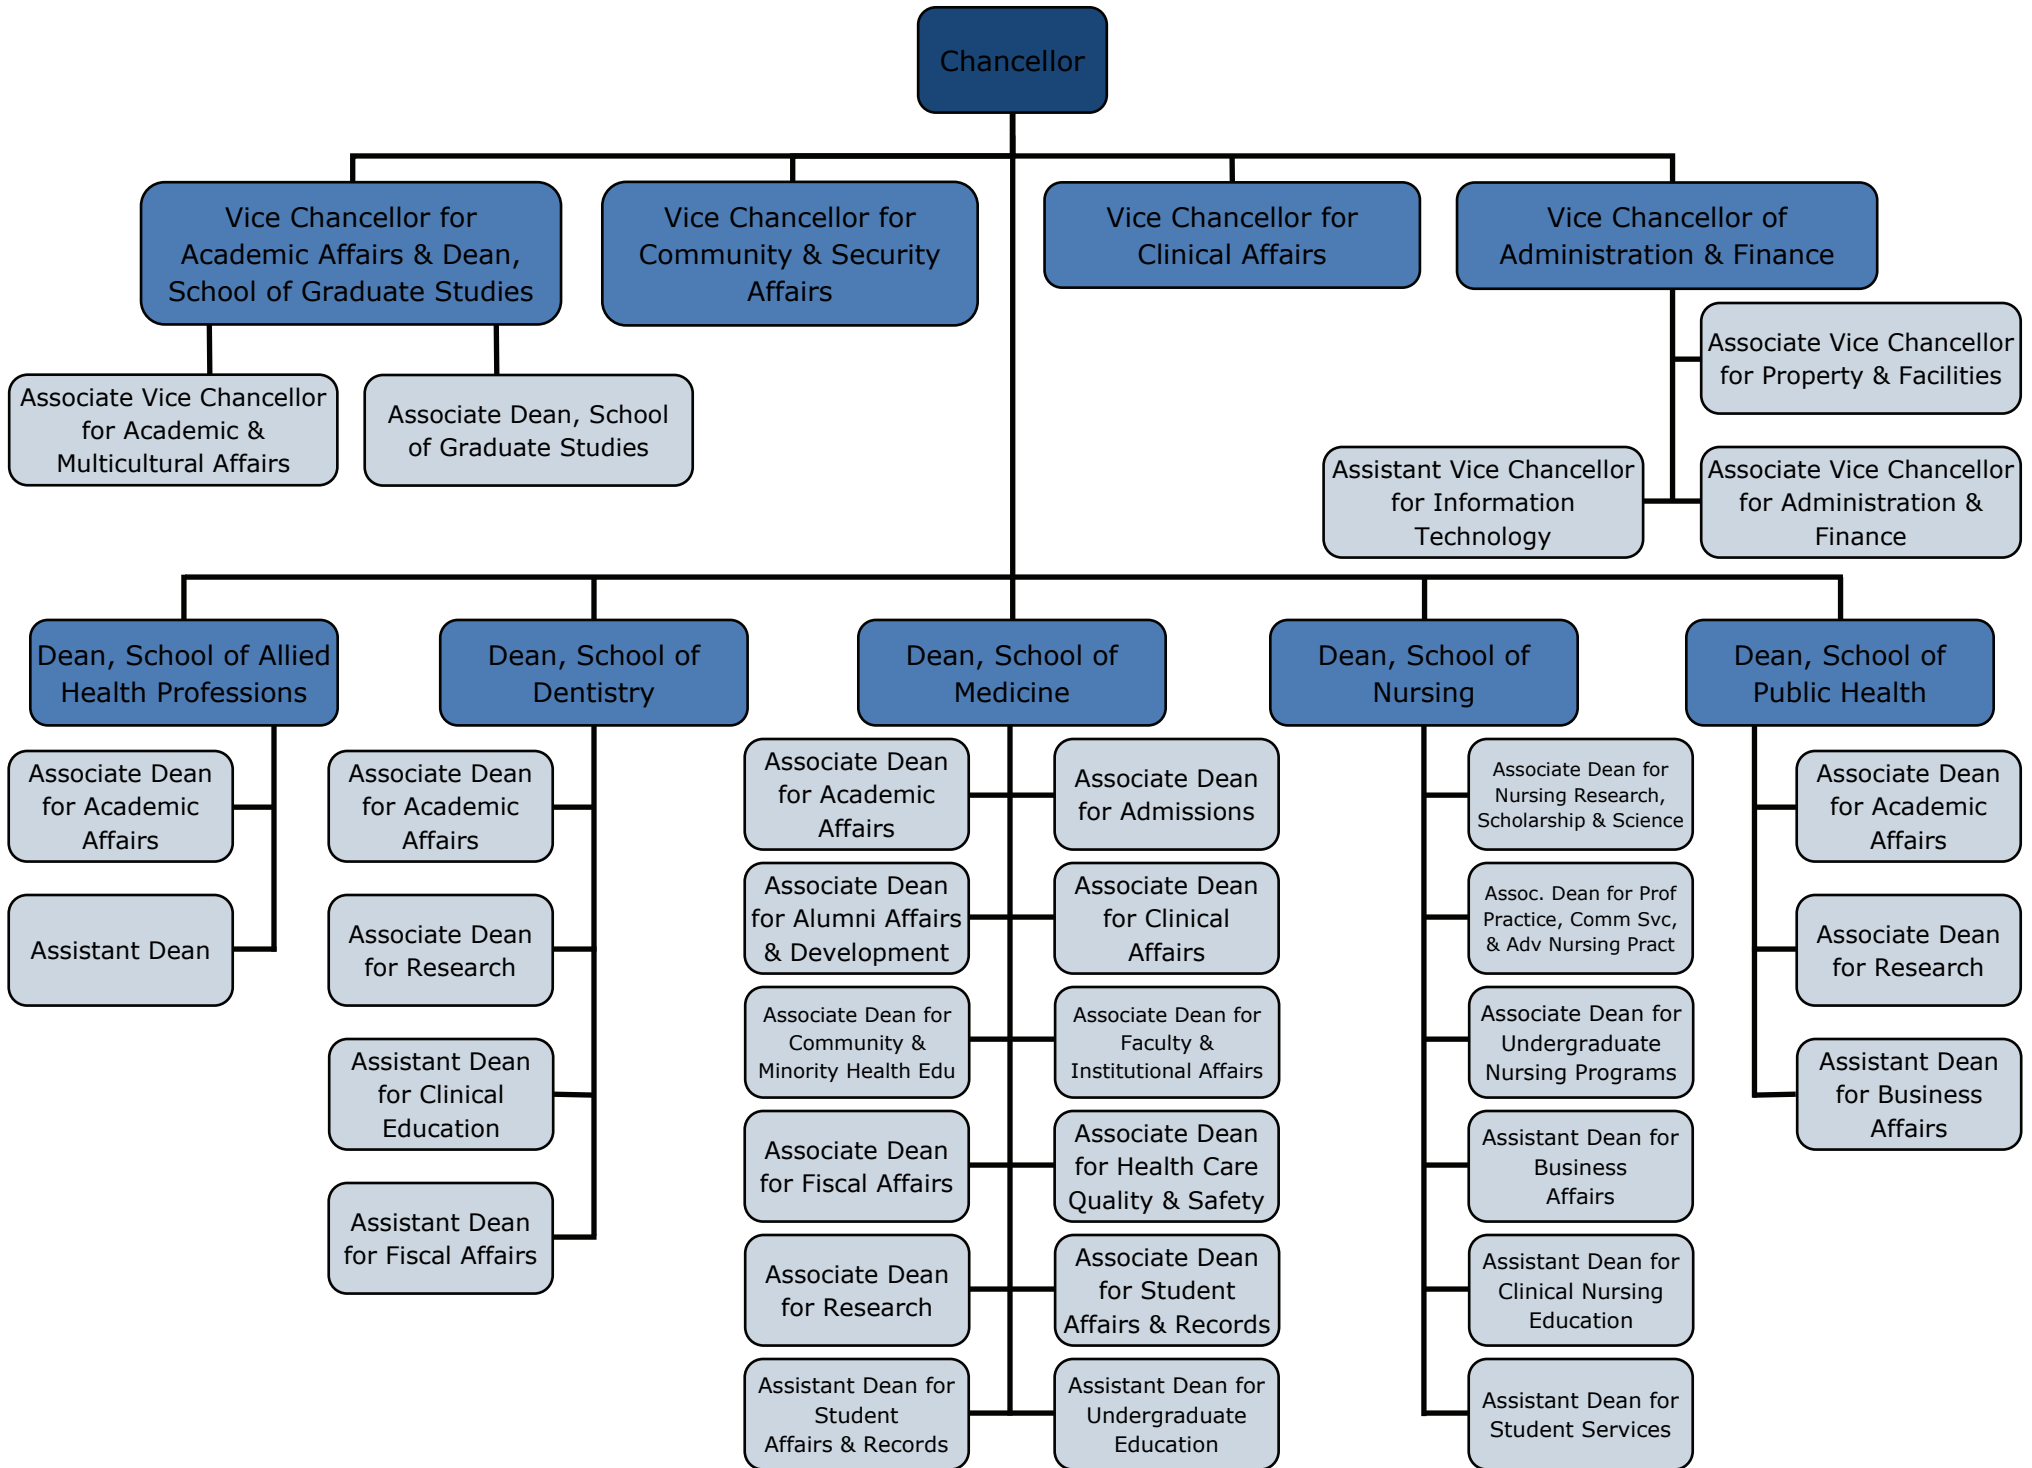 Chancellor
Vice Chancellor for
Academic Affairs & Dean,
School of Graduate Studies
Vice Chancellor for
Community & Security
Affairs
Vice Chancellor for
Clinical Affairs
Vice Chancellor of
Administration & Finance
Associate Vice Chancellor
for Academic &
Multicultural Affairs
Associate Dean, School
of Graduate Studies
Associate Vice Chancellor
for Property & Facilities
Assistant Vice Chancellor
for Information
Technology
Associate Vice Chancellor
for Administration &
Finance
Dean, School of Allied
Health Professions
Dean, School of
Dentistry
Dean, School of
Medicine
Dean, School of
Nursing
Dean, School of
Public Health
Associate Dean
for Academic
Affairs
Assistant Dean
Associate Dean
for Academic
Affairs
Associate Dean
for Research
Assistant Dean
for Clinical
Education
Assistant Dean
for Fiscal Affairs
Associate Dean
for Academic
Affairs
Associate Dean
for Admissions
Associate Dean
for Alumni Affairs
& Development
Associate Dean
for Clinical
Affairs
Associate Dean for
Community &
Minority Health Edu
Associate Dean for
Faculty &
Institutional Affairs
Associate Dean
for Fiscal Affairs
Associate Dean
for Health Care
Quality & Safety
Associate Dean
for Research
Associate Dean
for Student
Affairs & Records
Assistant Dean for
Student
Affairs & Records
Assistant Dean for
Undergraduate
Education
Associate Dean for
Nursing Research,
Scholarship & Science
Assoc. Dean for Prof
Practice, Comm Svc,
& Adv Nursing Pract
Associate Dean for
Undergraduate
Nursing Programs
Assistant Dean for
Business
Affairs
Assistant Dean for
Clinical Nursing
Education
Assistant Dean for
Student Services
Associate Dean
for Academic
Affairs
Associate Dean
for Research
Assistant Dean
for Business
Affairs